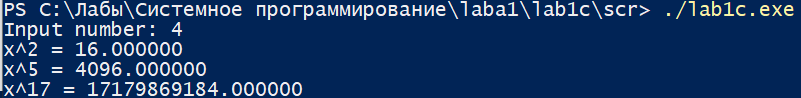 PS C:\Лабы\Системное программирование\laba1\lab1c\scr> ./lab1c.exe
Input number: 4
x^2 = 16.000000
x^5 = 4096.000000
x^17 = 17179869184.000000